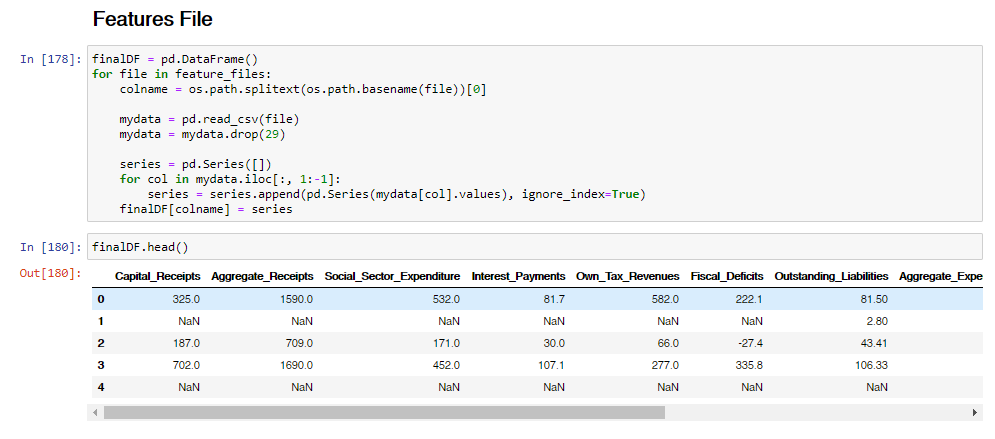 Features File
In [178]: finalDF = pd.DataFrame()
for file in feature_files:
    colname = os.path.splitext(os.path.basename(file))[0]
    mydata = pd.read_csv(file)
    mydata = mydata.drop(29)
    series = pd.Series([])
    for col in mydata.iloc[:, 1:-1]:
        series = series.append(pd.Series(mydata[col].values), ignore_index=True)
    finalDF[colname] = series
In [180]: finalDF.head()
Out[180]:
Capital_Receipts Aggregate_Receipts Social_Sector_Expenditure Interest_Payments Own_Tax_Revenues Fiscal_Deficits Outstanding_Liabilities Aggregate_Expe
0 325.0 1590.0 532.0 81.7 582.0 222.1 81.50
1 NaN NaN NaN NaN NaN NaN 2.80
2 187.0 709.0 171.0 30.0 66.0 -27.4 43.41
3 702.0 1690.0 452.0 107.1 277.0 335.8 106.33
4 NaN NaN NaN NaN NaN NaN NaN